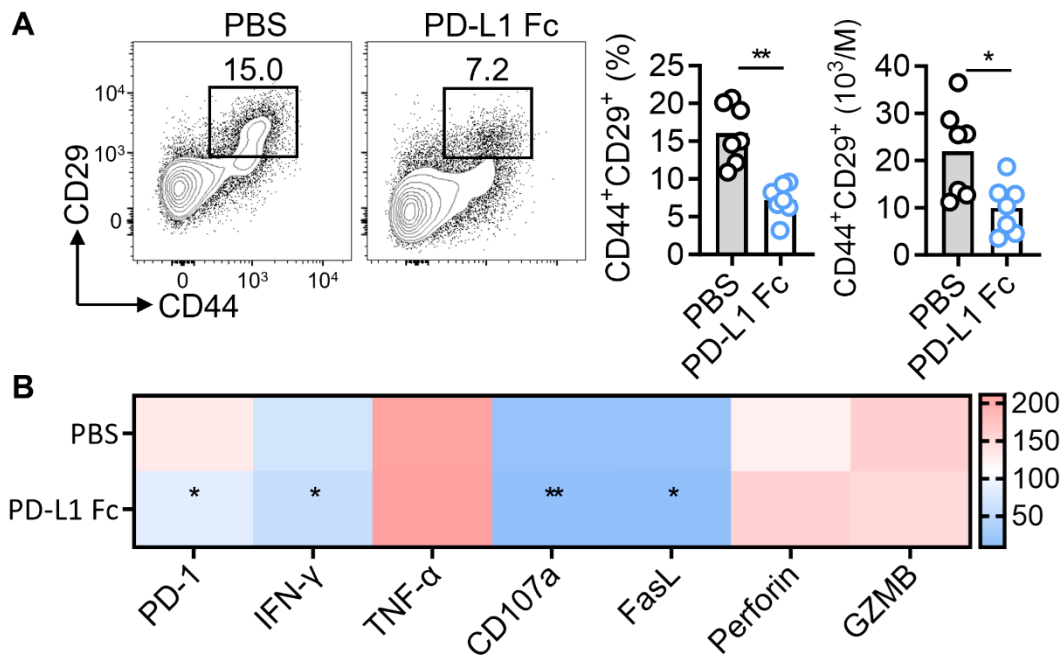 A
PBS
PD-L1 Fc
15.0
7.2
10⁴
10³
0
CD29
0
10³
10⁴
CD44
CD44⁺CD29⁺ (%)
25
20
15
10
5
0
**
PBS
PD-L1 Fc
CD44⁺CD29⁺ (10³/M)
40
30
20
10
0
*
PBS
PD-L1 Fc
B
PBS
PD-L1 Fc
* * ** *
PD-1
IFN-γ
TNF-α
CD107a
FasL
Perforin
GZMB
200
150
100
50